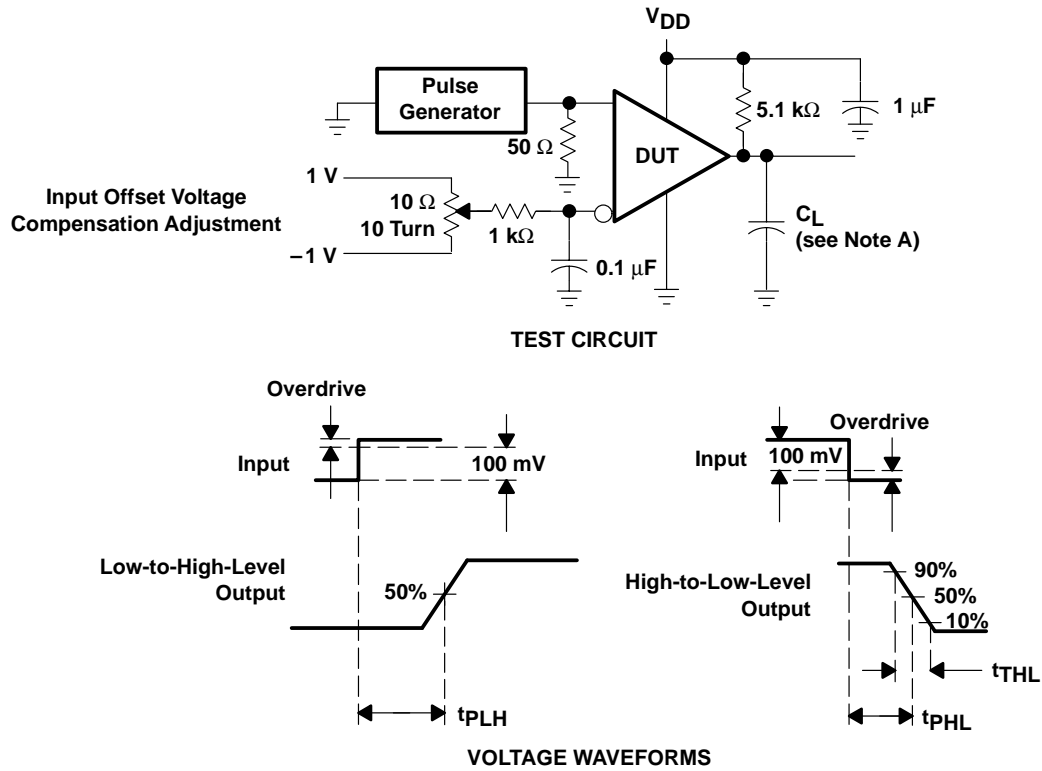 VDD
Pulse
Generator
5.1 kΩ
1 μF
50 Ω
DUT
Input Offset Voltage
Compensation Adjustment
1 V
10 Ω
10 Turn
−1 V
1 kΩ
0.1 μF
CL
(see Note A)
TEST CIRCUIT
Overdrive
Input
100 mV
Overdrive
Input
100 mV
Low-to-High-Level
Output
50%
tPLH
High-to-Low-Level
Output
90%
50%
10%
tTHL
tPHL
VOLTAGE WAVEFORMS